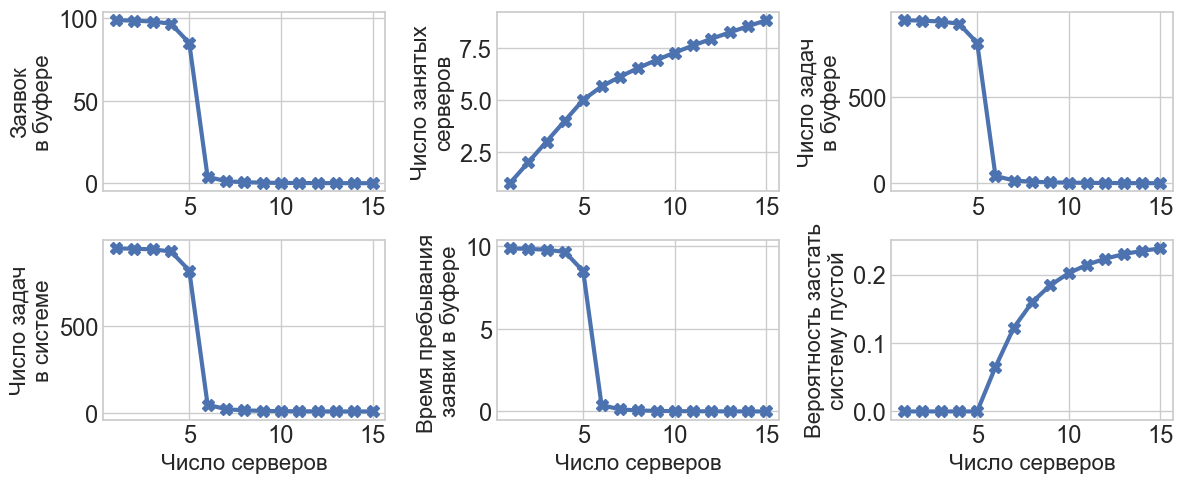 Заявок
в буфере
100
50
0
5
10
15
Число занятых
серверов
7.5
5.0
2.5
5
10
15
Число задач
в буфере
500
0
5
10
15
Число задач
в системе
500
0
5
10
15
Число серверов
Время пребывания
заявки в буфере
10
5
0
5
10
15
Число серверов
Вероятность застать
систему пустой
0.2
0.1
0.0
5
10
15
Число серверов